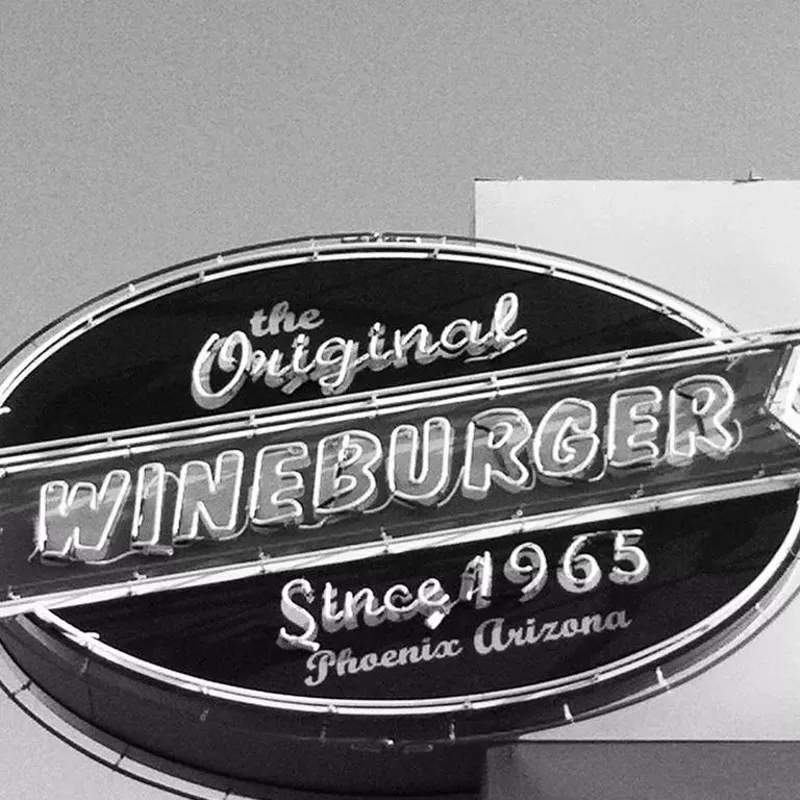 the
Original
WINEBURGER
Since 1965
Phoenix Arizona